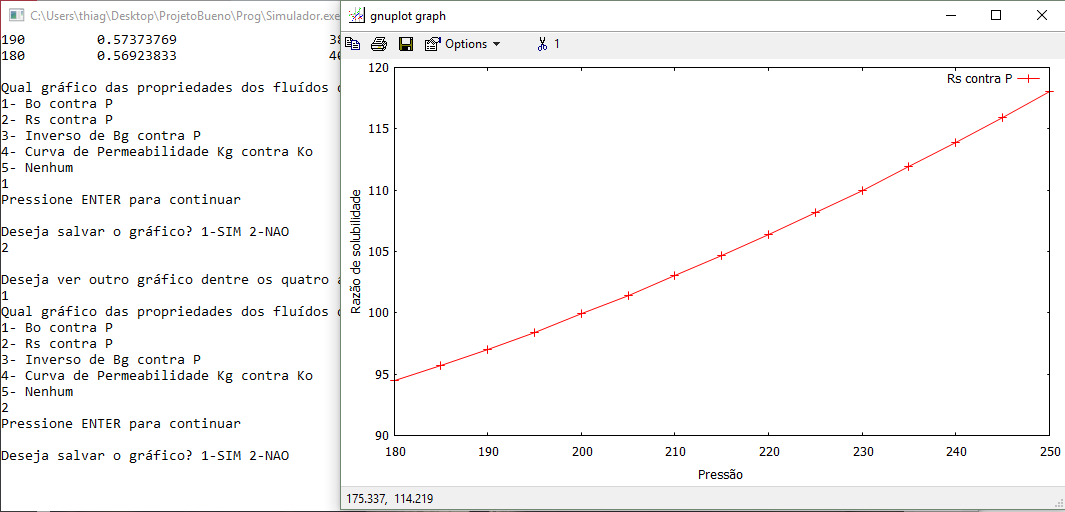 C:\Users\thiag\Desktop\ProjetoBueno\Prog\Simulador.exe
190 0.57373769
180 0.56923833
Qual gráfico das propriedades dos fluídos
1- Bo contra P
2- Rs contra P
3- Inverso de Bg contra P
4- Curva de Permeabilidade Kg contra Ko
5- Nenhum
1
Pressione ENTER para continuar
Deseja salvar o gráfico? 1-SIM 2-NAO
2
Deseja ver outro gráfico dentre os quatro
1
Qual gráfico das propriedades dos fluídos
1- Bo contra P
2- Rs contra P
3- Inverso de Bg contra P
4- Curva de Permeabilidade Kg contra Ko
5- Nenhum
2
Pressione ENTER para continuar
Deseja salvar o gráfico? 1-SIM 2-NAO
gnuplot graph
Options 1
Rs contra P
120
115
110
105
100
95
90
Razão de solubilidade
180 190 200 210 220 230 240 250
Pressão
175.337, 114.219